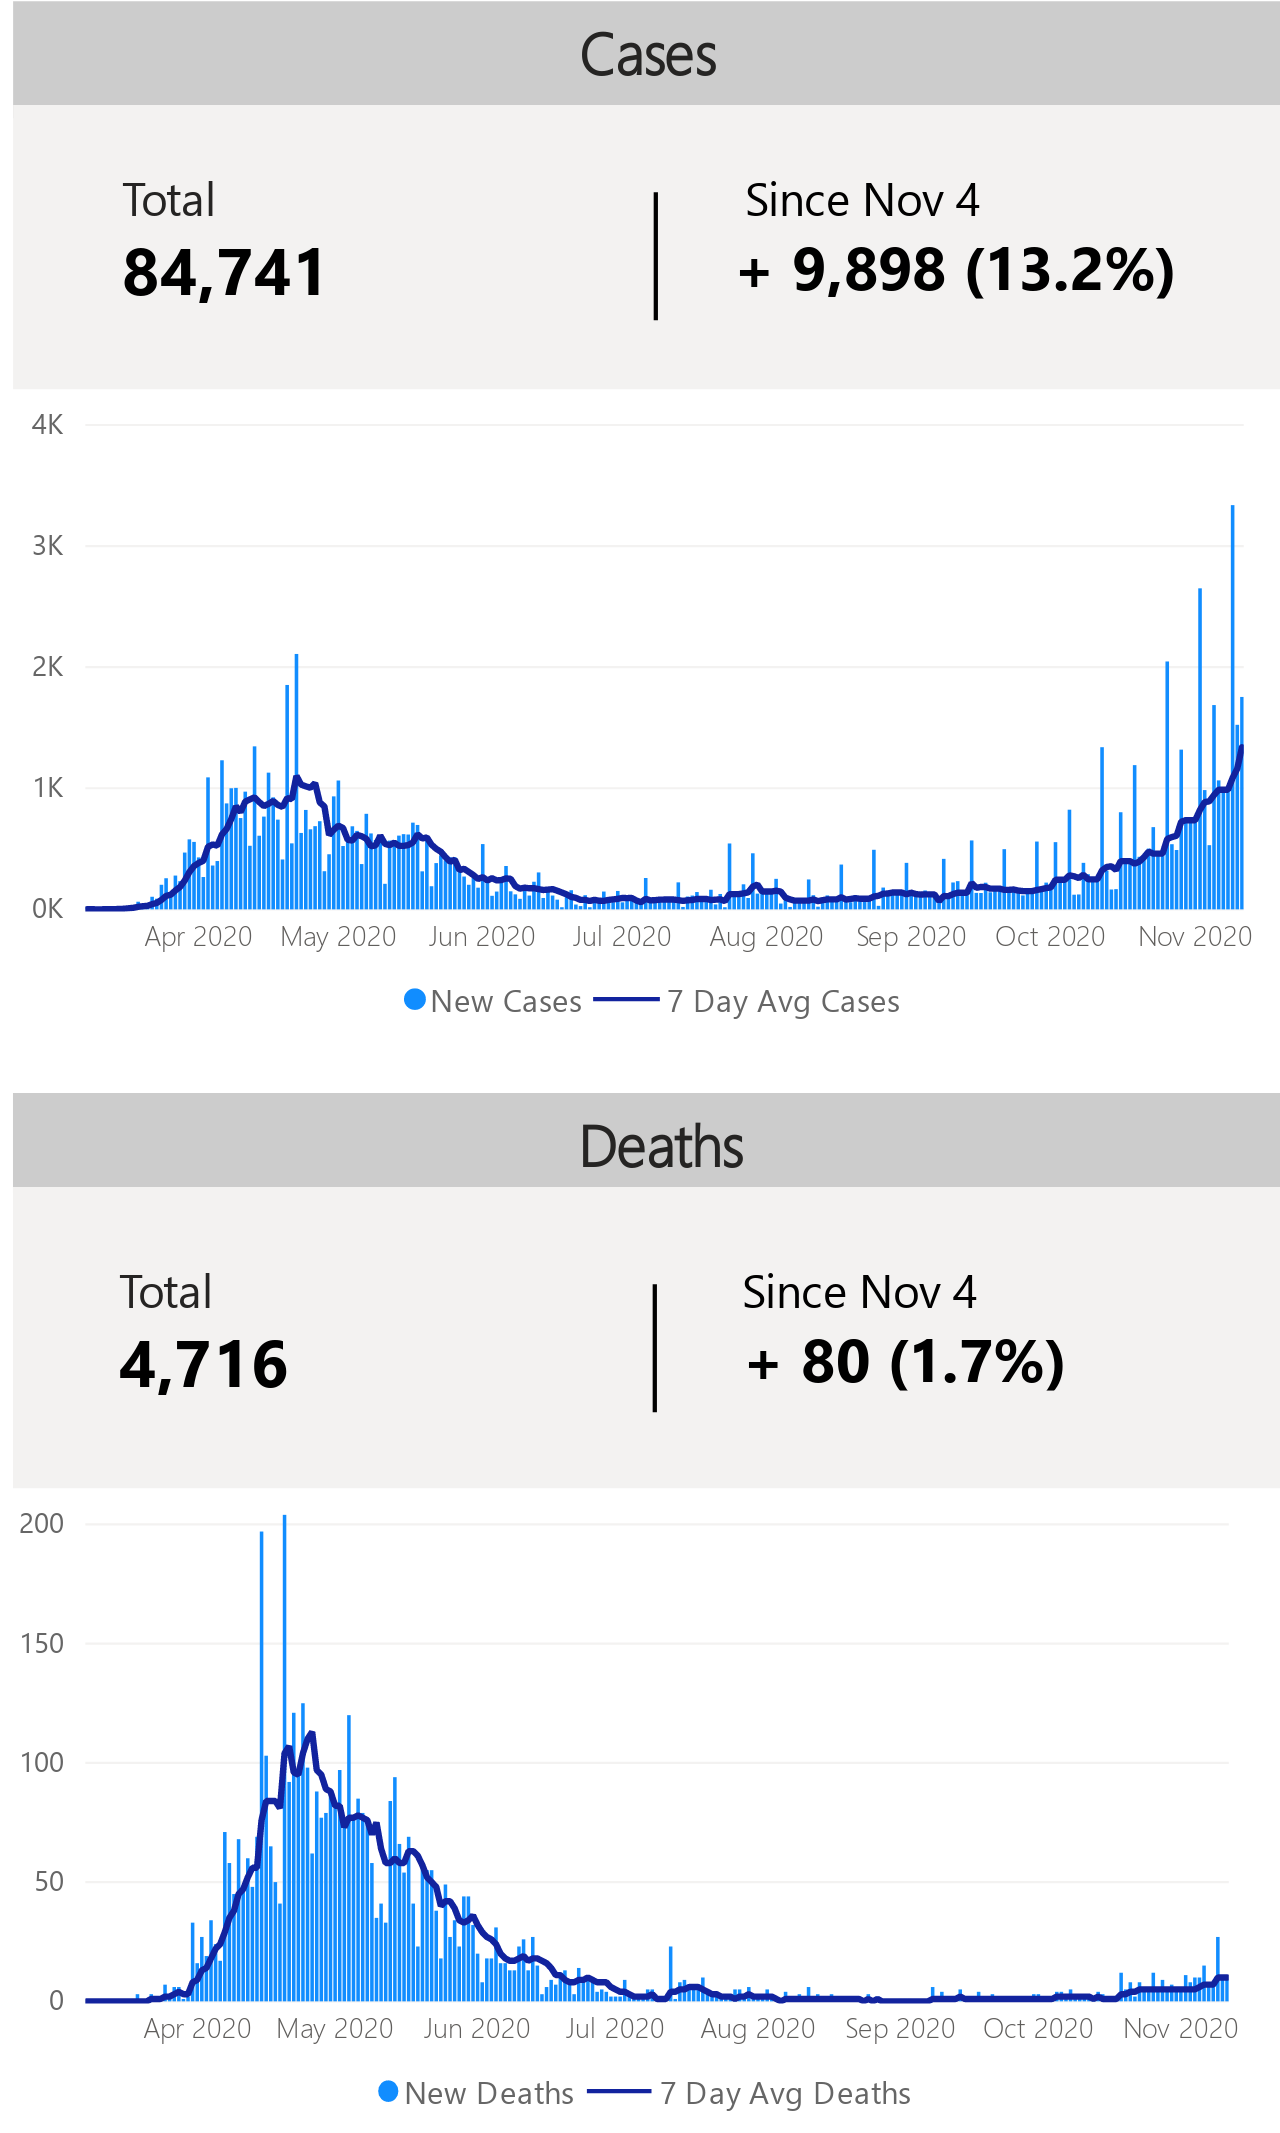 Cases
Total
84,741
Since Nov 4
+ 9,898 (13.2%)
4K
3K
2K
1K
0K
Apr 2020 May 2020 Jun 2020 Jul 2020 Aug 2020 Sep 2020 Oct 2020 Nov 2020
New Cases 7 Day Avg Cases
Deaths
Total
4,716
Since Nov 4
+ 80 (1.7%)
200
150
100
50
0
Apr 2020 May 2020 Jun 2020 Jul 2020 Aug 2020 Sep 2020 Oct 2020 Nov 2020
New Deaths 7 Day Avg Deaths